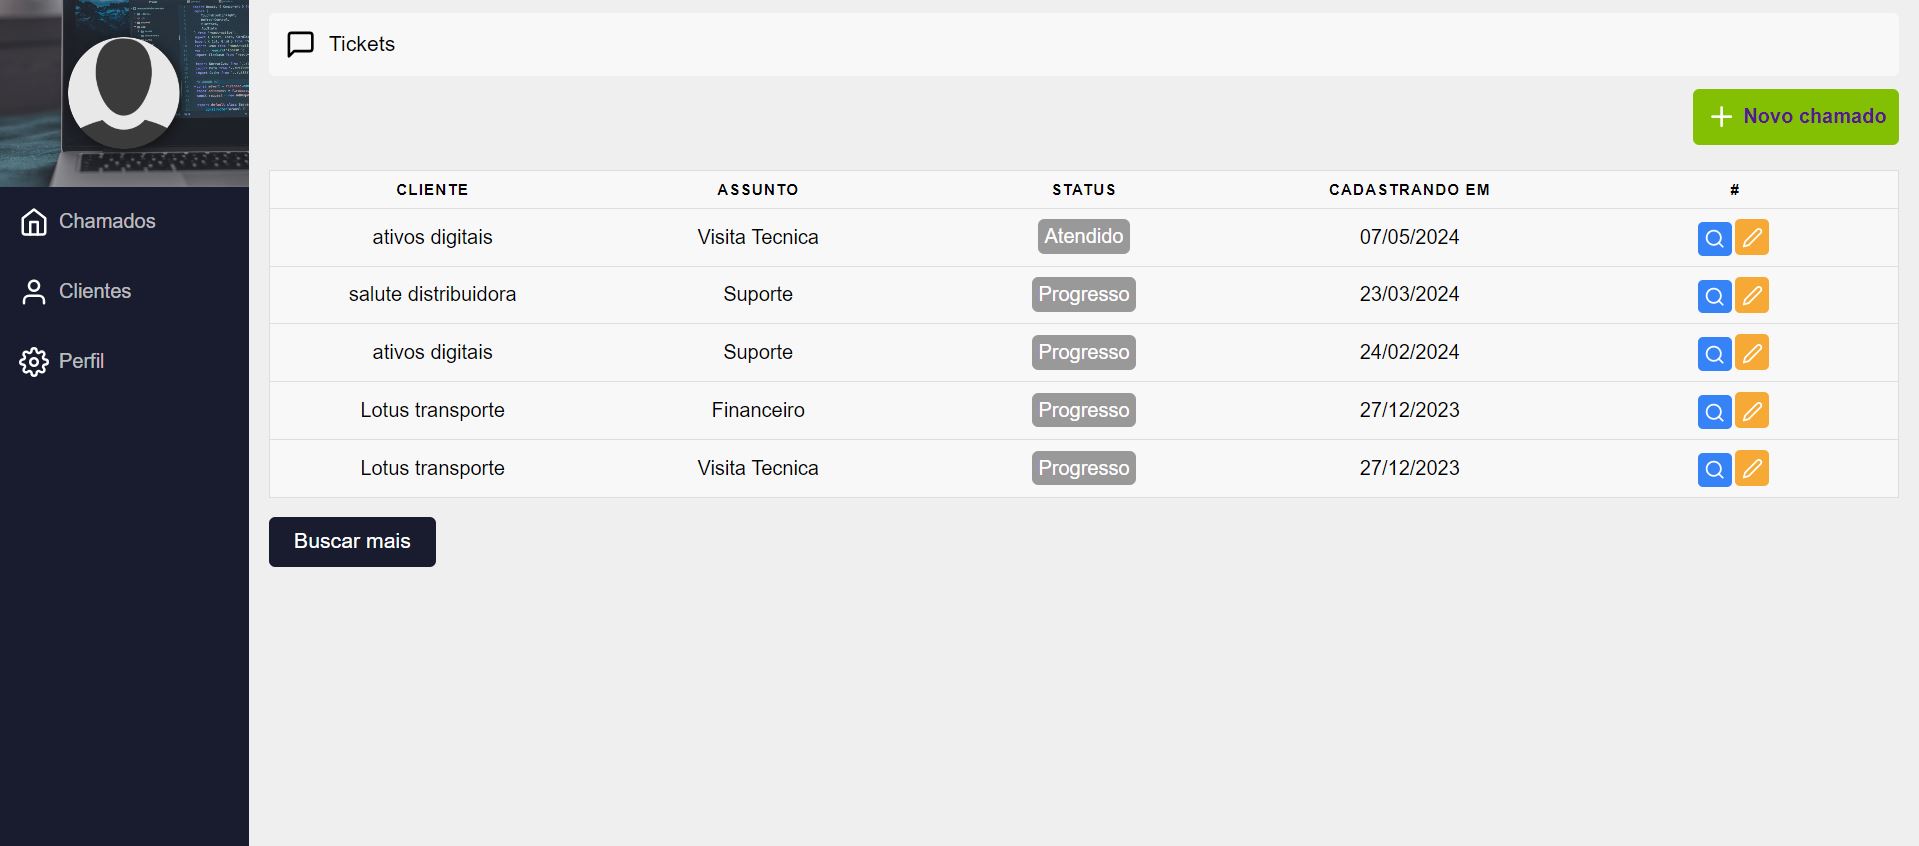 Tickets
Novo chamado
Chamados
Clientes
Perfil
CLIENTE ASSUNTO STATUS CADASTRANDO EM #
ativos digitais Visita Tecnica Atendido 07/05/2024
salute distribuidora Suporte Progresso 23/03/2024
ativos digitais Suporte Progresso 24/02/2024
Lotus transporte Financeiro Progresso 27/12/2023
Lotus transporte Visita Tecnica Progresso 27/12/2023
Buscar mais